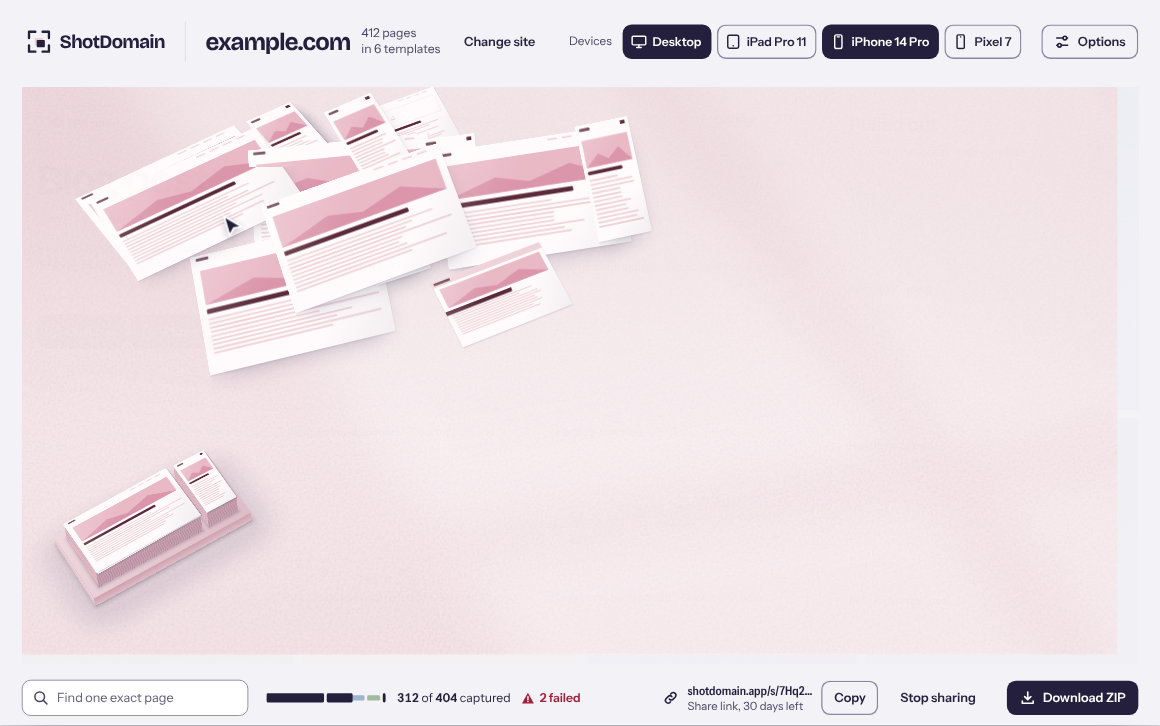 ShotDomain
example.com
412 pages
in 6 templates
Change site
Devices
Desktop
iPad Pro 11
iPhone 14 Pro
Pixel 7
Options
Find one exact page
312 of 404 captured
2 failed
shotdomain.app/s/7Hq2...
Share link, 30 days left
Copy
Stop sharing
Download ZIP